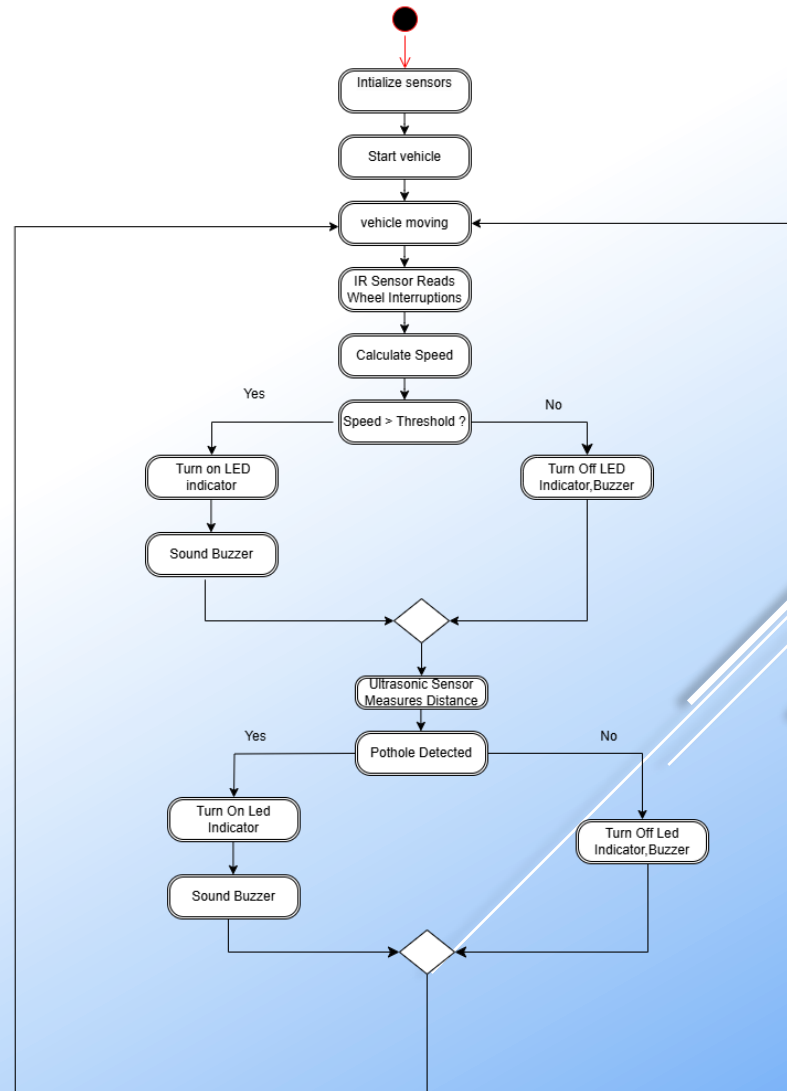 Intialize sensors
Start vehicle
vehicle moving
IR Sensor Reads
Wheel Interruptions
Calculate Speed
Yes
No
Speed > Threshold ?
Turn on LED
indicator
Turn Off LED
Indicator,Buzzer
Sound Buzzer
Ultrasonic Sensor
Measures Distance
Yes
No
Pothole Detected
Turn On Led
Indicator
Turn Off Led
Indicator,Buzzer
Sound Buzzer